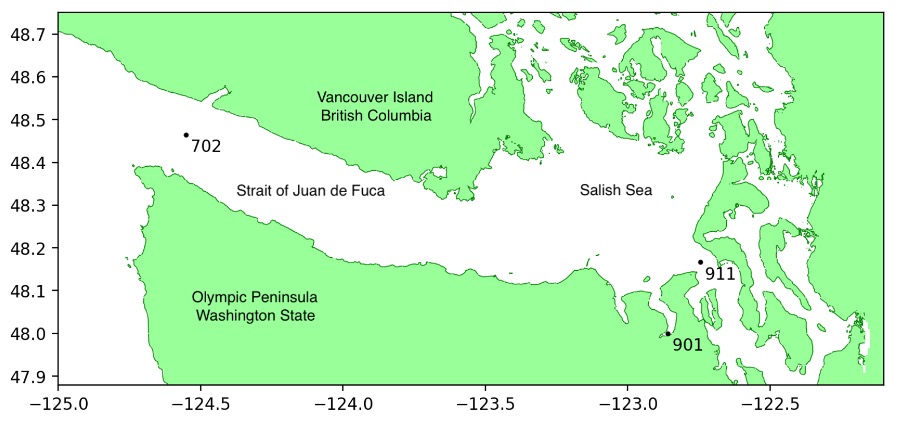 48.7
48.6
Vancouver Island
British Columbia
48.5
702
48.4
Strait of Juan de Fuca
Salish Sea
48.3
48.2
911
48.1
Olympic Peninsula
Washington State
48.0
901
47.9
−125.0 −124.5 −124.0 −123.5 −123.0 −122.5